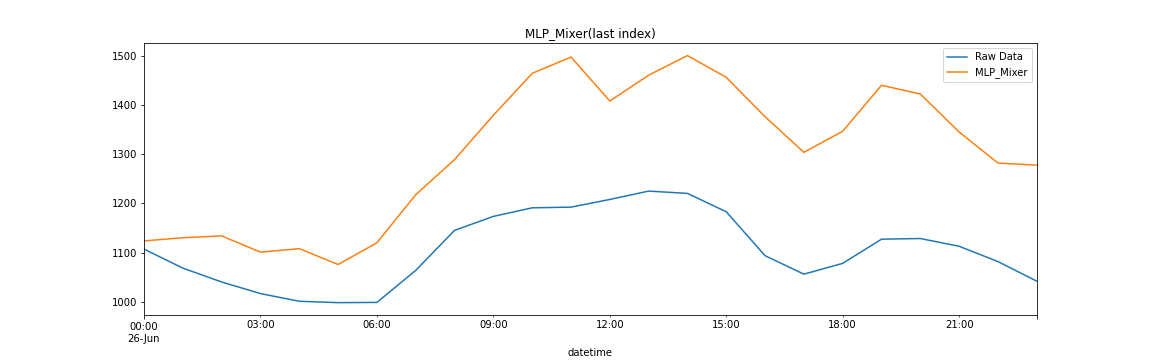 MLP_Mixer(last index)
Raw Data
MLP_Mixer
1500
1400
1300
1200
1100
1000
00:00 03:00 06:00 09:00 12:00 15:00 18:00 21:00
26-Jun
datetime